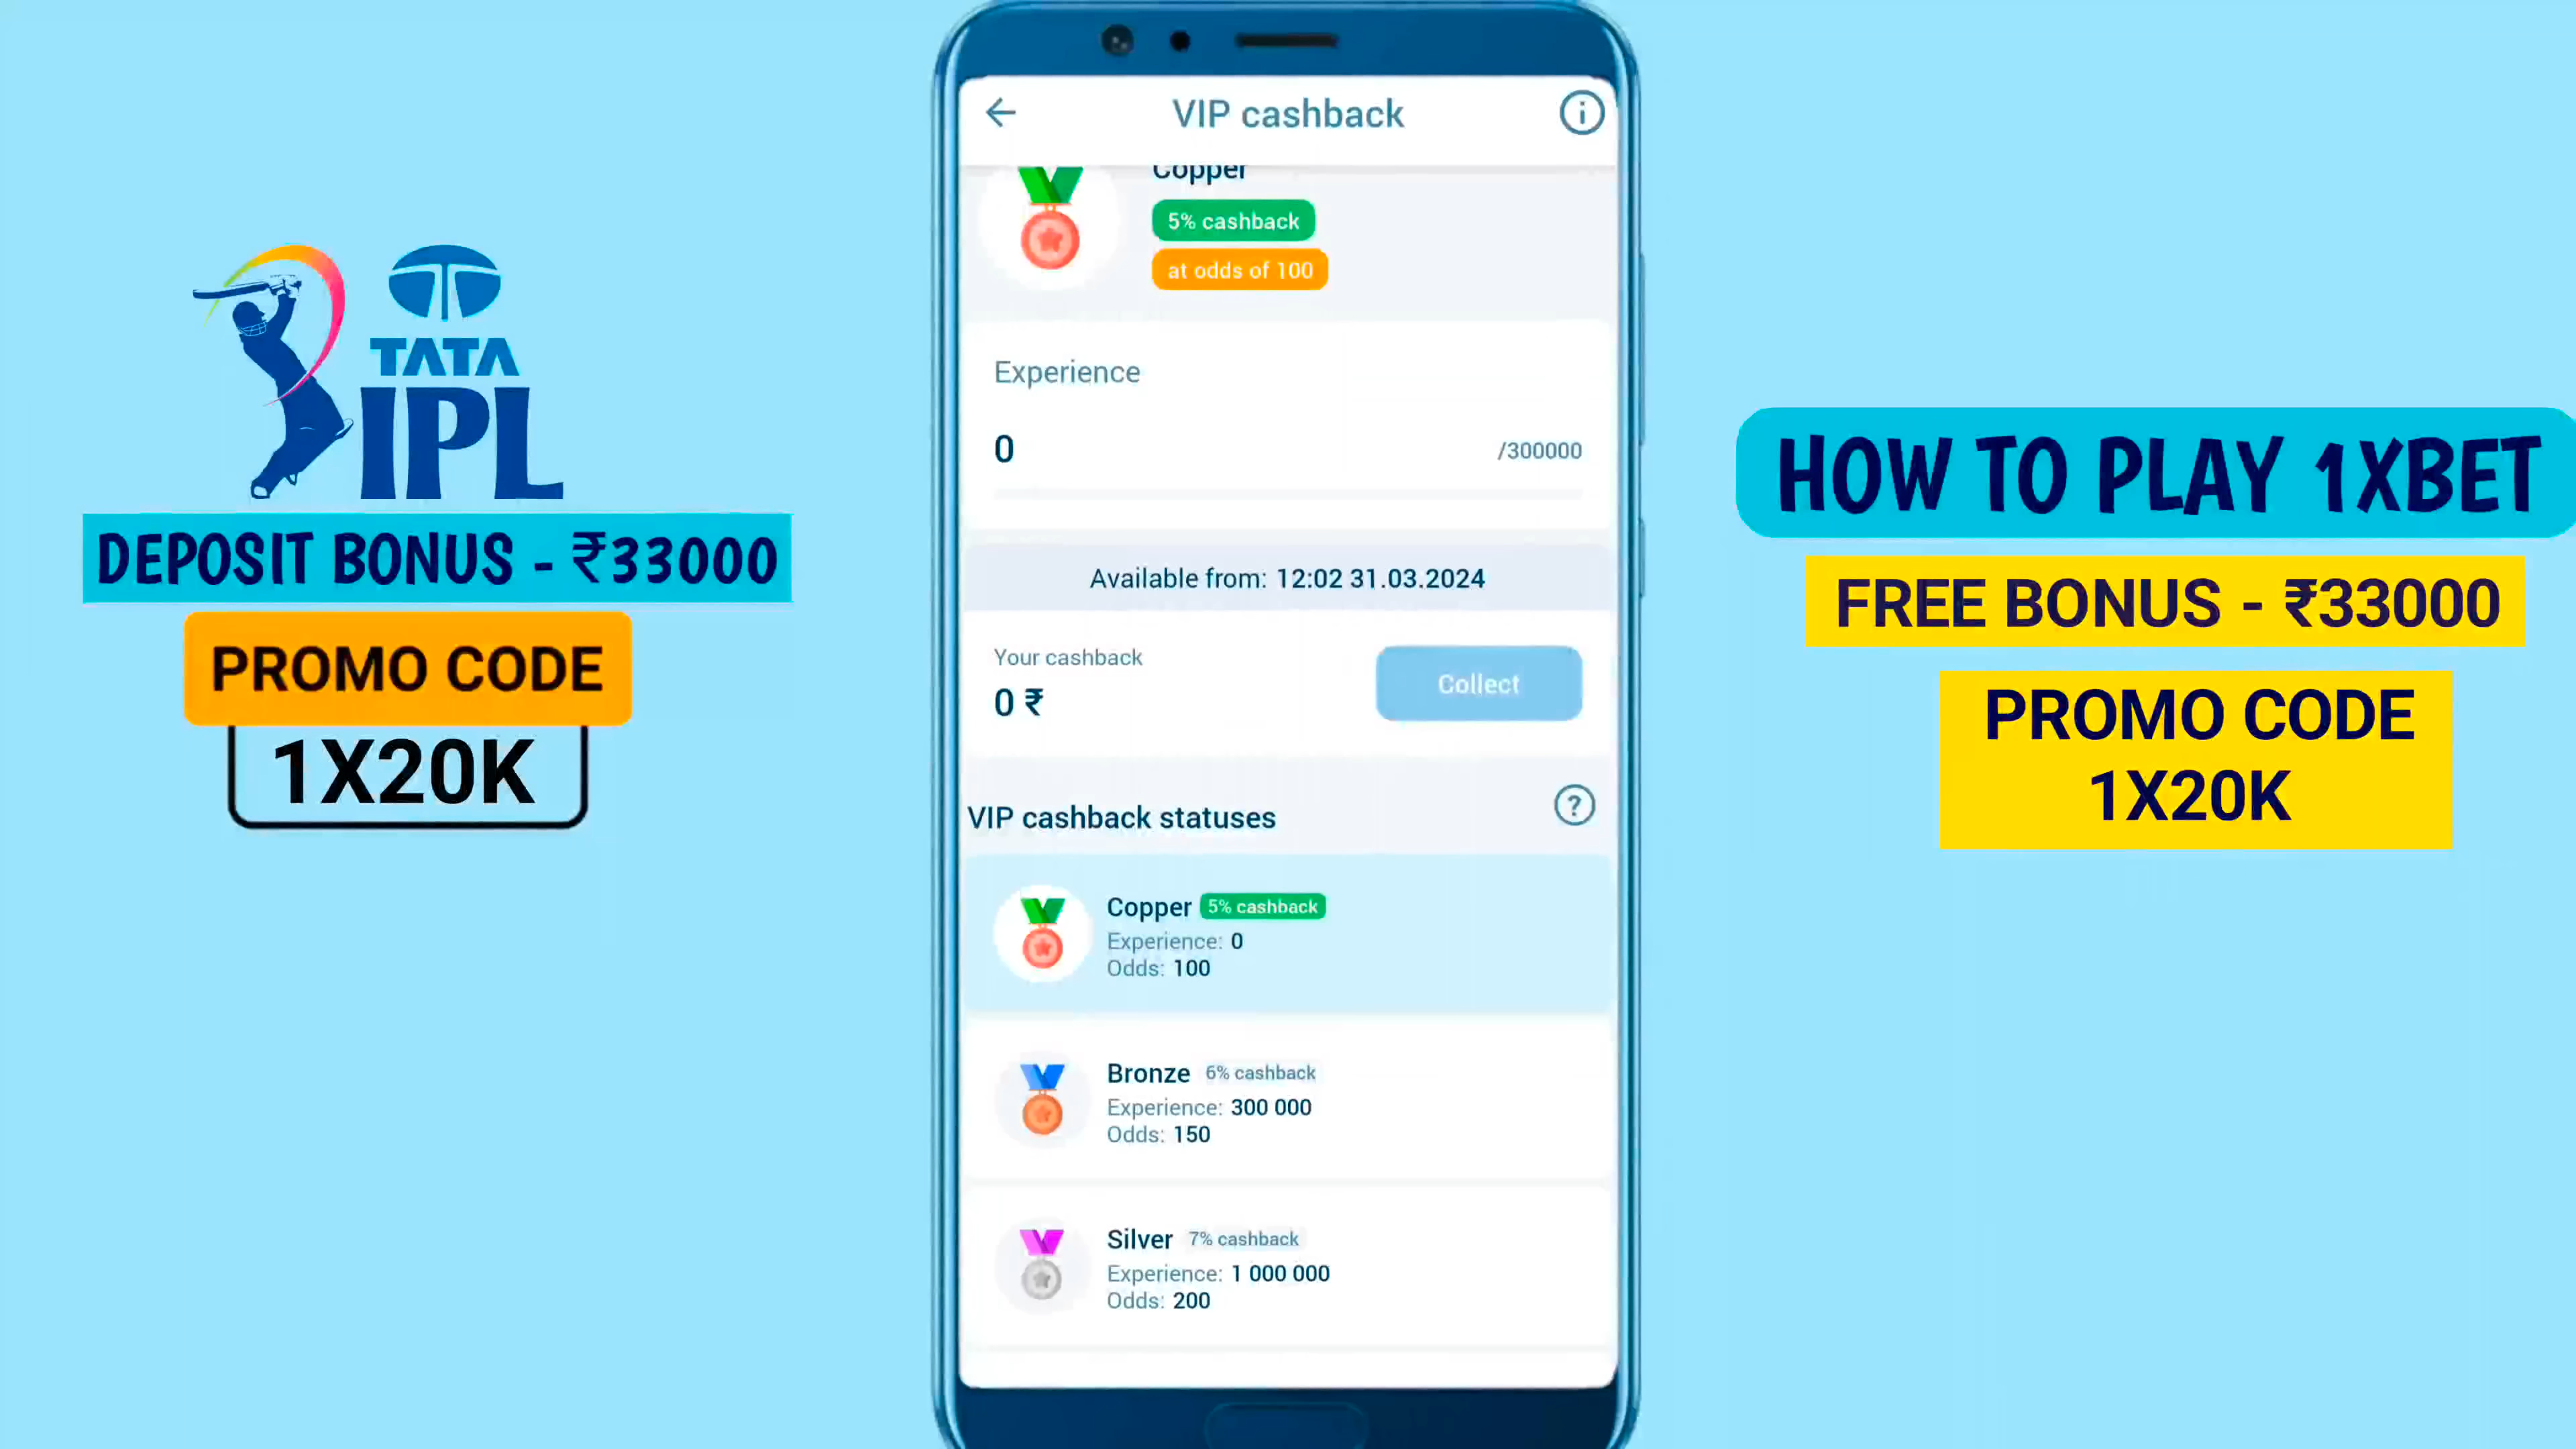 TATA
IPL
DEPOSIT BONUS - ₹33000
PROMO CODE
1X20K
VIP cashback
Copper
5% cashback
at odds of 100
Experience
0 /300000
Available from: 12:02 31.03.2024
Your cashback
0 ₹
Collect
VIP cashback statuses
Copper 5% cashback
Experience: 0
Odds: 100
Bronze 6% cashback
Experience: 300 000
Odds: 150
Silver 7% cashback
Experience: 1 000 000
Odds: 200
HOW TO PLAY 1XBET
FREE BONUS - ₹33000
PROMO CODE
1X20K